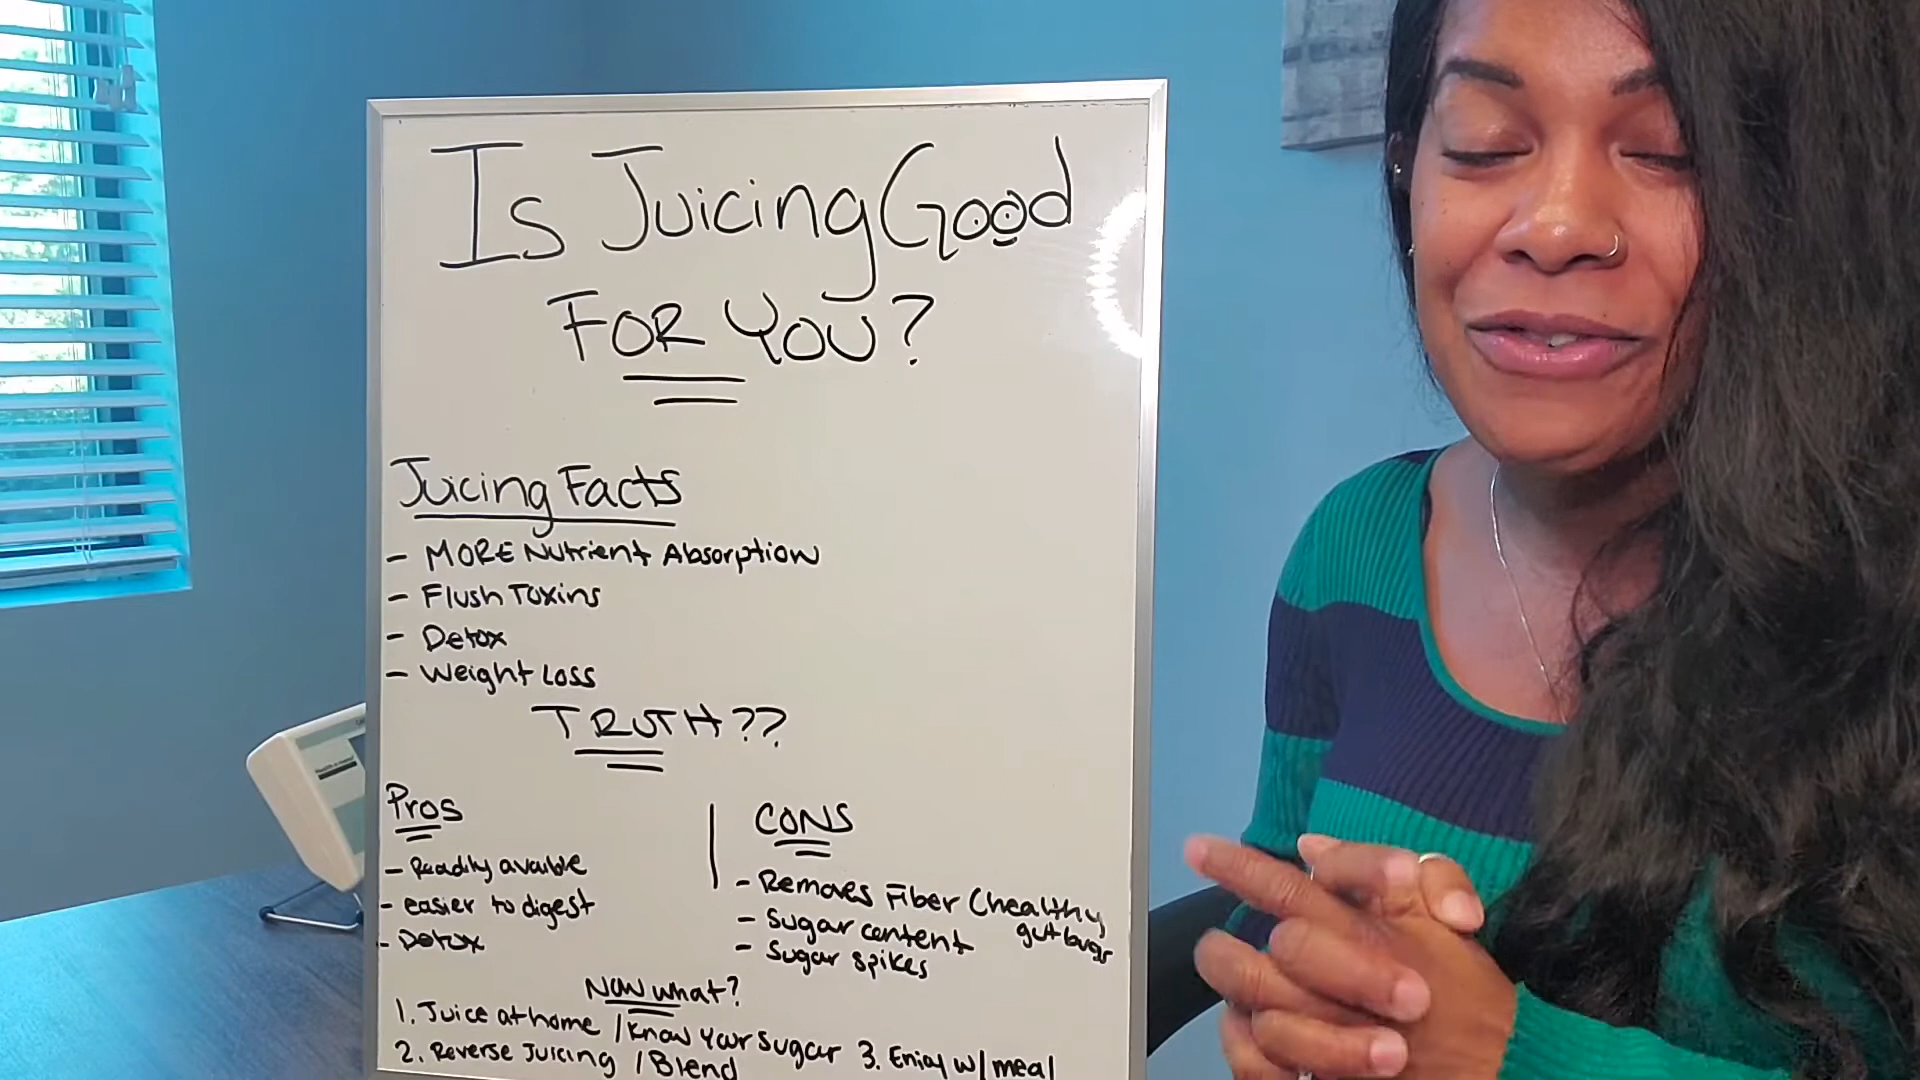 Is Juicing Good
FOR YOU?
Juicing Facts
- MORE Nutrient Absorption
- Flush Toxins
- Detox
- Weight Loss
TRUTH??
Pros
- Readily availble
- easier to digest
- Detox
CONS
- Removes Fiber (healthy
gut bugs
- Sugar content
- Sugar spikes
Now what?
1. Juice at home / Know Your Sugar
2. Reverse Juicing / Blend
3. Enjoy w/ meal